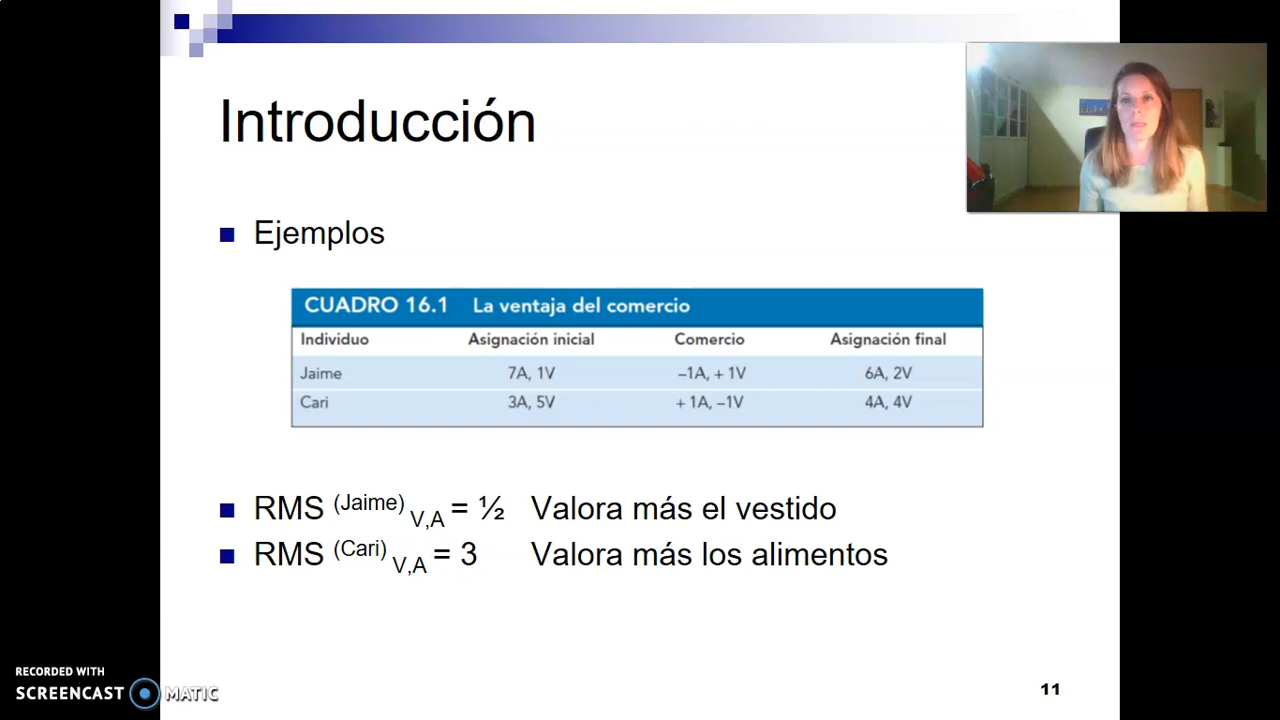 Introducción
Ejemplos
CUADRO 16.1 La ventaja del comercio
Individuo Asignación inicial Comercio Asignación final
Jaime 7A, 1V –1A, + 1V 6A, 2V
Cari 3A, 5V + 1A, –1V 4A, 4V
RMS (Jaime) V,A = ½ Valora más el vestido
RMS (Cari) V,A = 3 Valora más los alimentos
11
RECORDED WITH
SCREENCAST MATIC